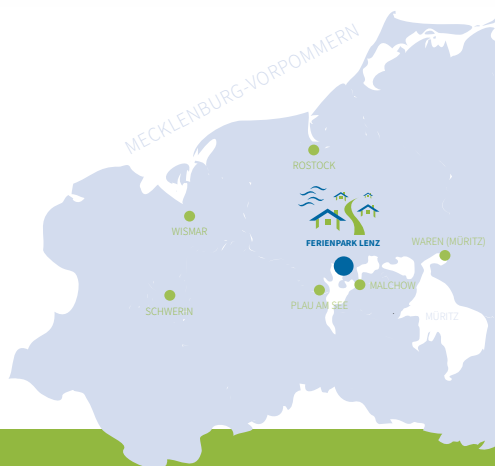 MECKLENBURG-VORPOMMERN
ROSTOCK
WISMAR
FERIENPARK LENZ
WAREN (MÜRITZ)
MALCHOW
PLAU AM SEE
SCHWERIN
MÜRITZ